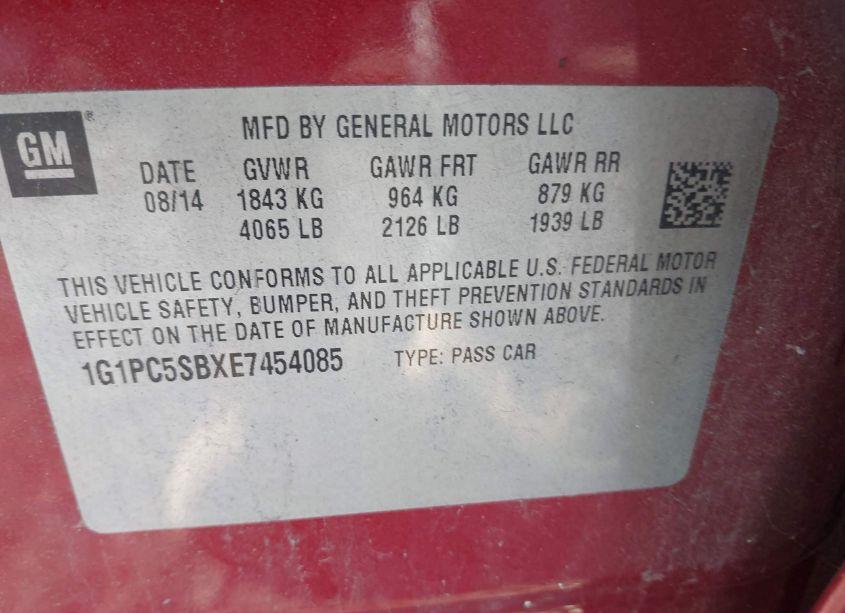 GM®
MFD BY GENERAL MOTORS LLC
DATE GVWR GAWR FRT GAWR RR
08/14 1843 KG 964 KG 879 KG
4065 LB 2126 LB 1939 LB
THIS VEHICLE CONFORMS TO ALL APPLICABLE U.S. FEDERAL MOTOR
VEHICLE SAFETY, BUMPER, AND THEFT PREVENTION STANDARDS IN
EFFECT ON THE DATE OF MANUFACTURE SHOWN ABOVE.
1G1PC5SBXE7454085 TYPE: PASS CAR